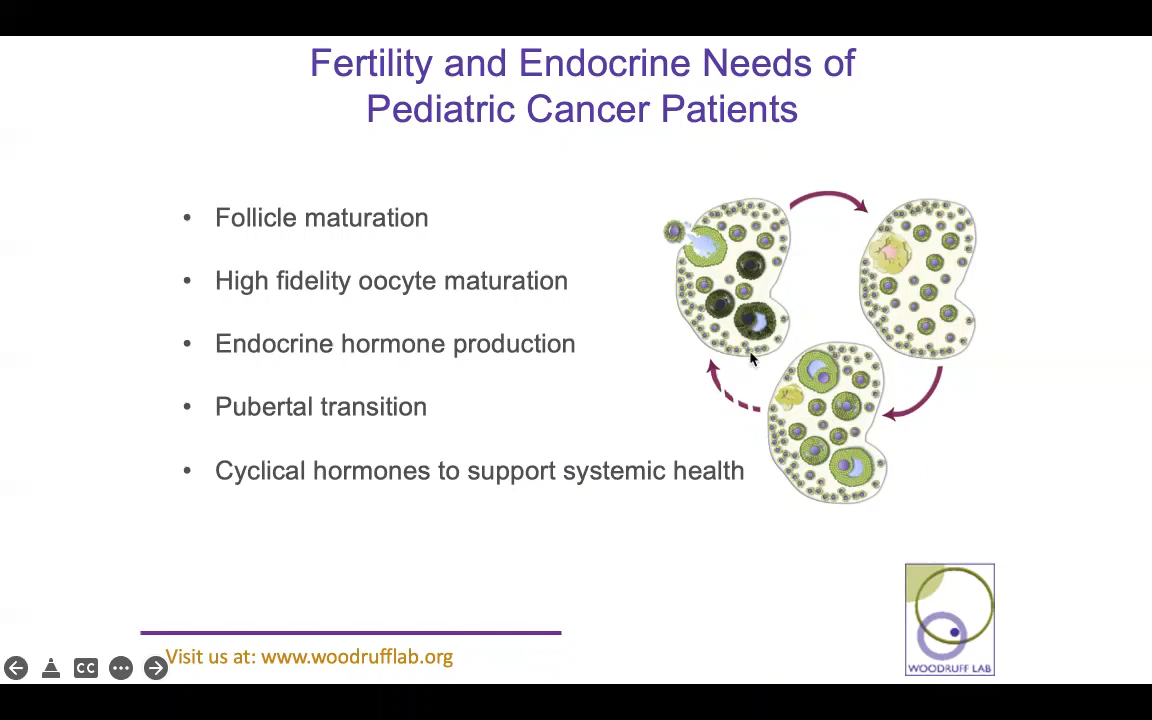 Fertility and Endocrine Needs of
Pediatric Cancer Patients
• Follicle maturation
• High fidelity oocyte maturation
• Endocrine hormone production
• Pubertal transition
• Cyclical hormones to support systemic health
WOODRUFF LAB
Visit us at: www.woodrufflab.org
CC